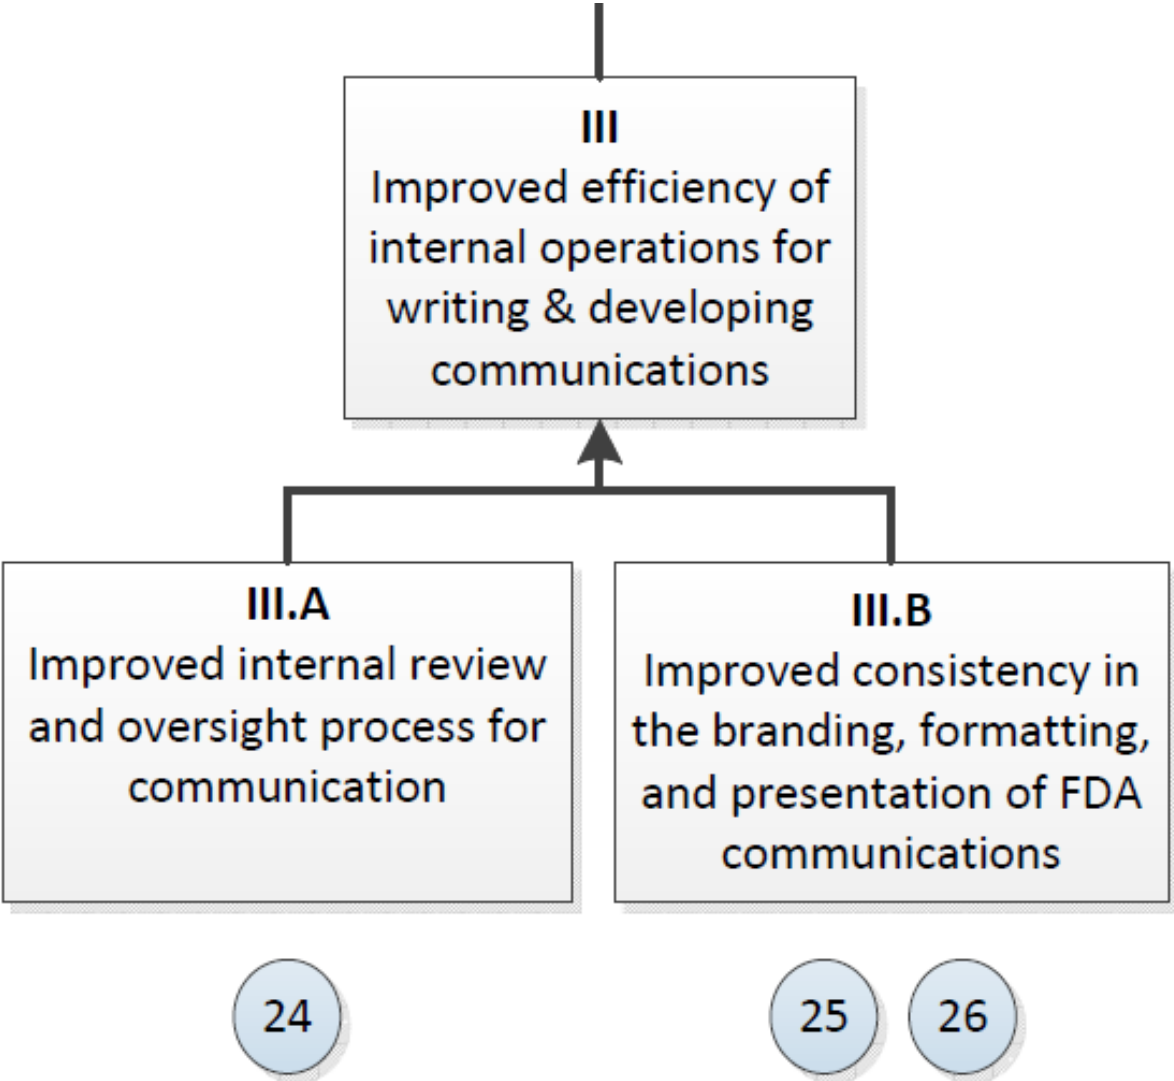 III
Improved efficiency of
internal operations for
writing & developing
communications
III.A
Improved internal review
and oversight process for
communication
III.B
Improved consistency in
the branding, formatting,
and presentation of FDA
communications
24
25
26